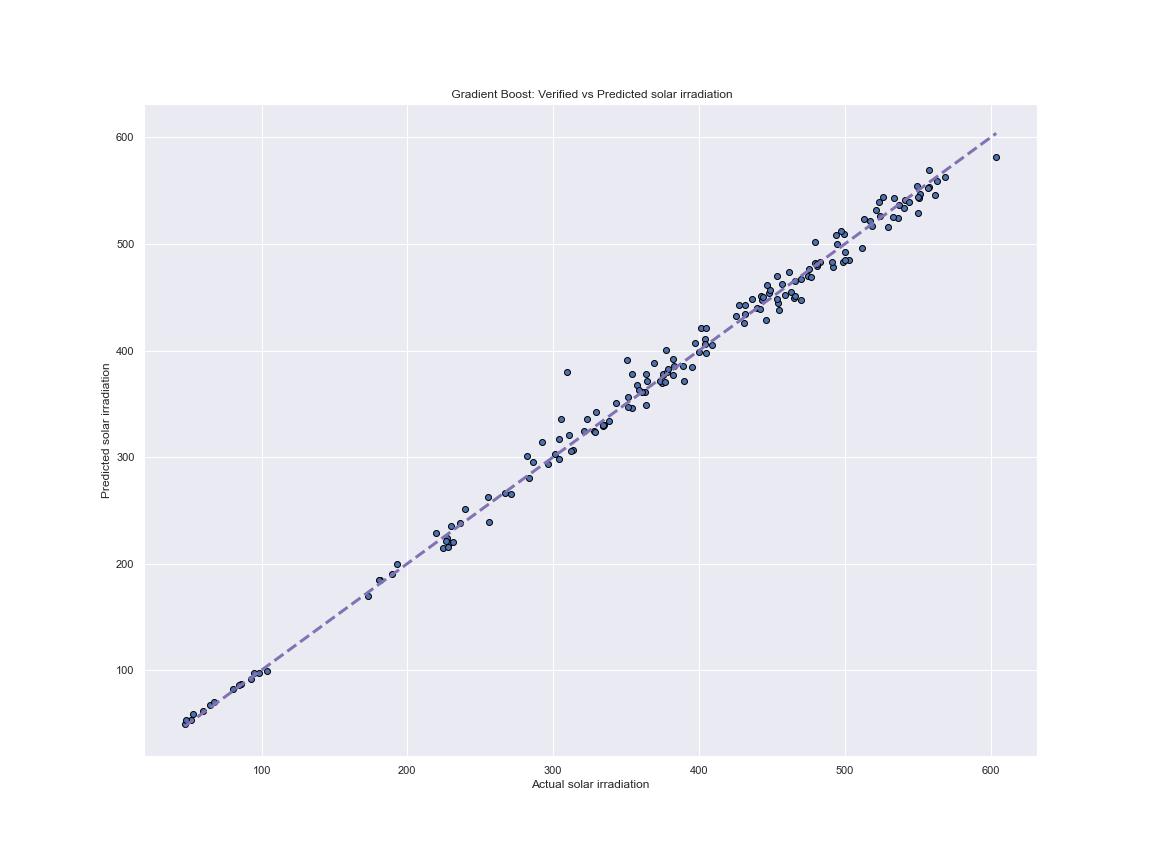 Gradient Boost: Verified vs Predicted solar irradiation
600
500
400
300
200
100
Predicted solar irradiation
100 200 300 400 500 600
Actual solar irradiation